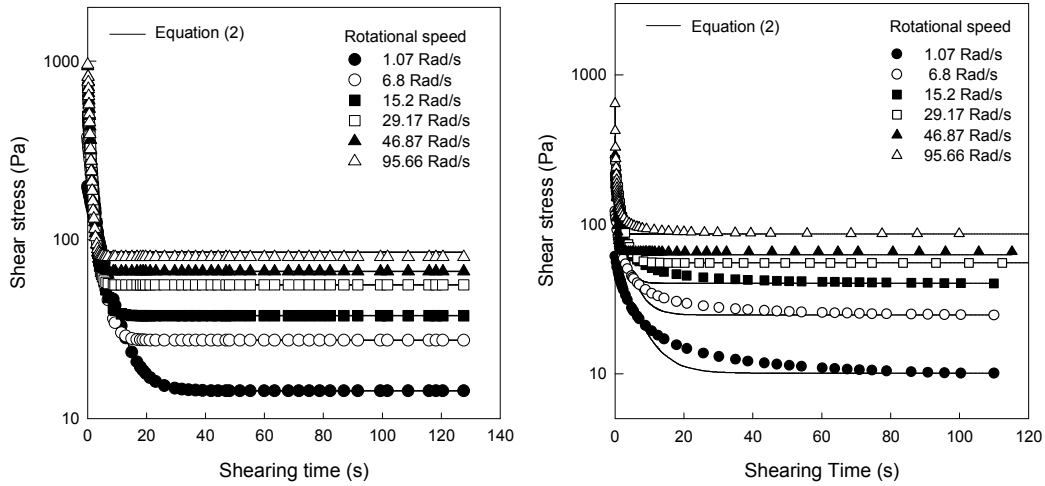 Equation (2)
Rotational speed
1.07 Rad/s
6.8 Rad/s
15.2 Rad/s
29.17 Rad/s
46.87 Rad/s
95.66 Rad/s
1000
100
10
Shear stress (Pa)
0 20 40 60 80 100 120 140
Shearing time (s)
Equation (2)
Rotational speed
1.07 Rad/s
6.8 Rad/s
15.2 Rad/s
29.17 Rad/s
46.87 Rad/s
95.66 Rad/s
1000
100
10
Shear stress (Pa)
0 20 40 60 80 100 120
Shearing Time (s)